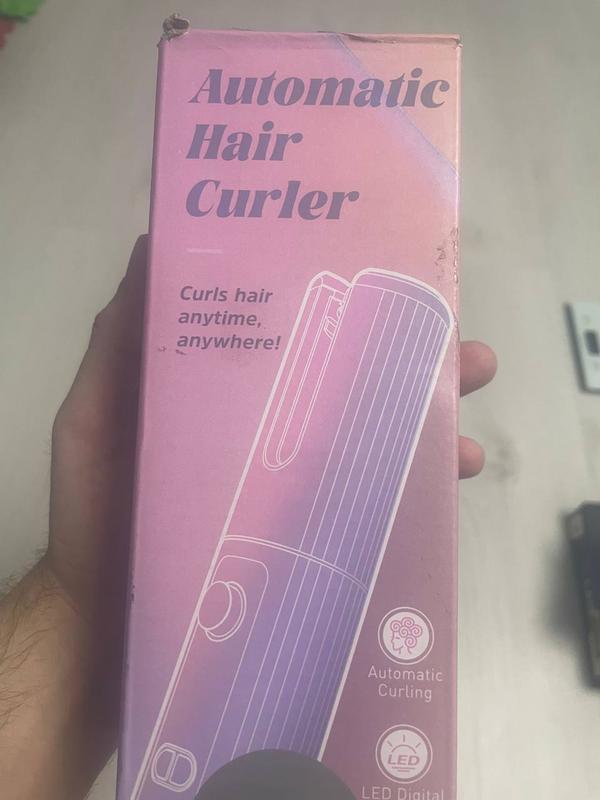 Automatic
Hair
Curler
Curls hair
anytime,
anywhere!
Automatic
Curling
LED
LED Digital